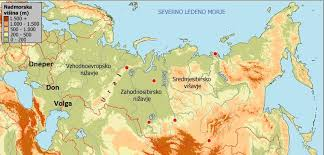 Nadmorska
višina (m)
1.500 +
1.000 - 1.500
500 - 1.000
200 - 500
0 - 200
SEVERNO LEDENO MORJE
Dneper
Vzhodnoevropsko
nižavje
Ural
Don
Volga
Zahodnosibirsko
nižavje
Srednjesibirsko
višavje